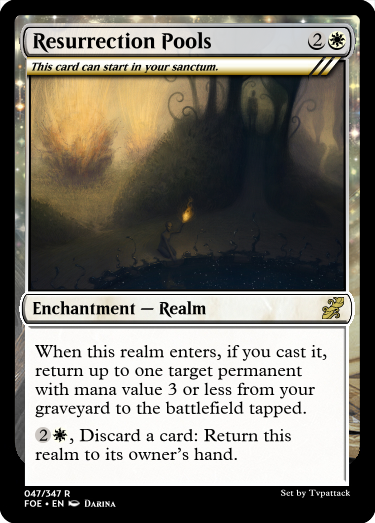 Resurrection Pools 2
This card can start in your sanctum.
Enchantment — Realm
When this realm enters, if you cast it,
return up to one target permanent
with mana value 3 or less from your
graveyard to the battlefield tapped.
2, Discard a card: Return this
realm to its owner's hand.
047/347 R
FOE • EN Darina
Set by Tvpattack